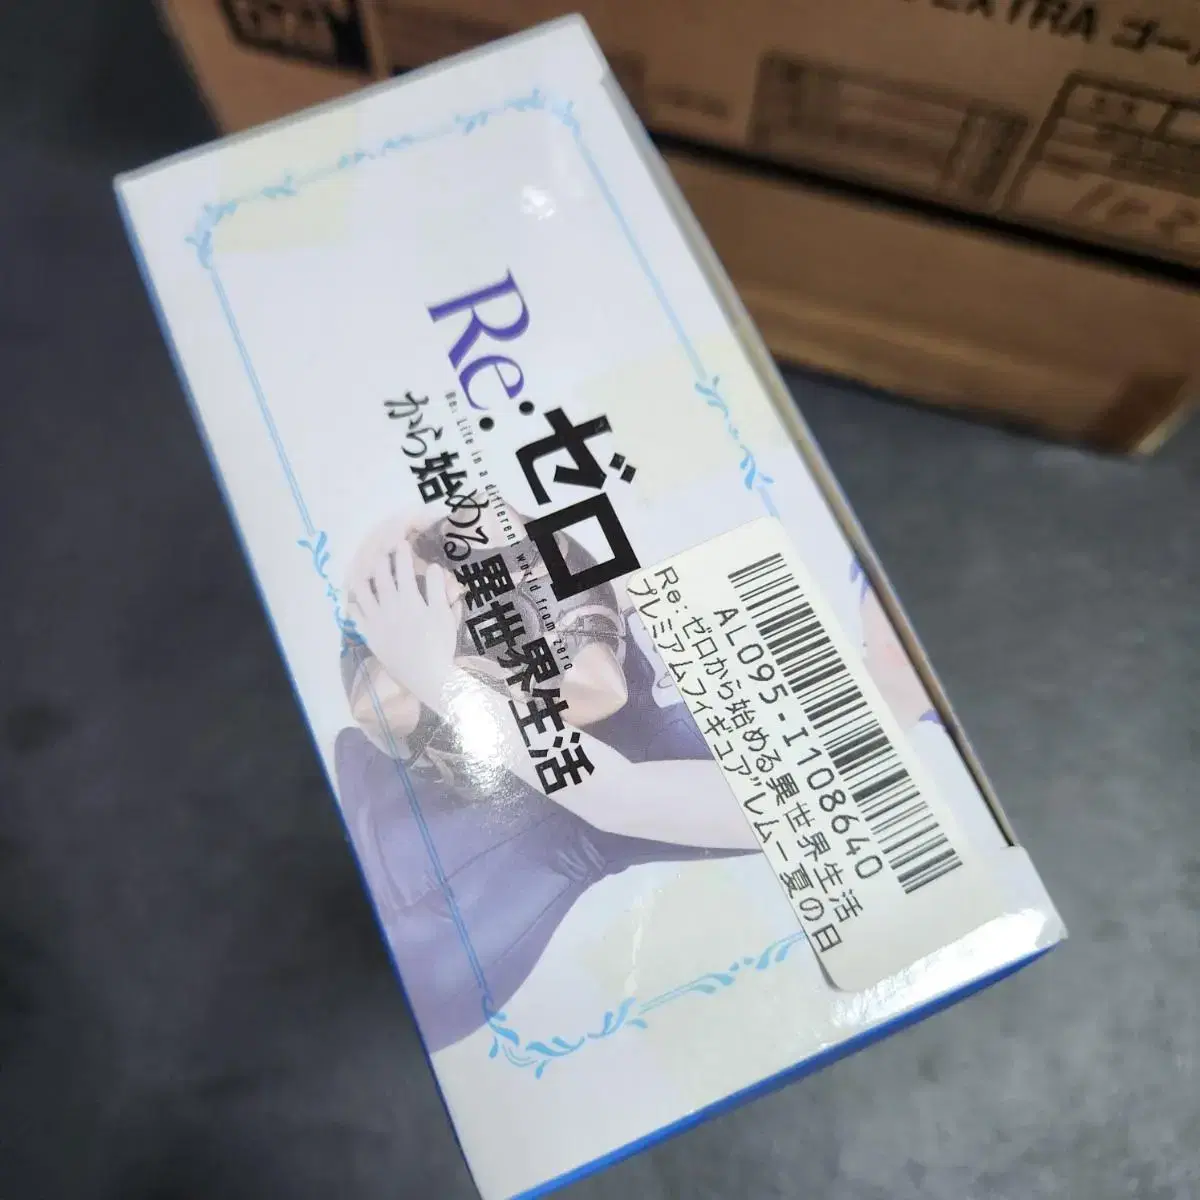 Re:ゼロ
Re: Life in a different world from zero
から始める異世界生活
AL095-I108640
Re:ゼロから始める異世界生活
プレミアムフィギュア"レム-夏の日
EXTRA ゴー